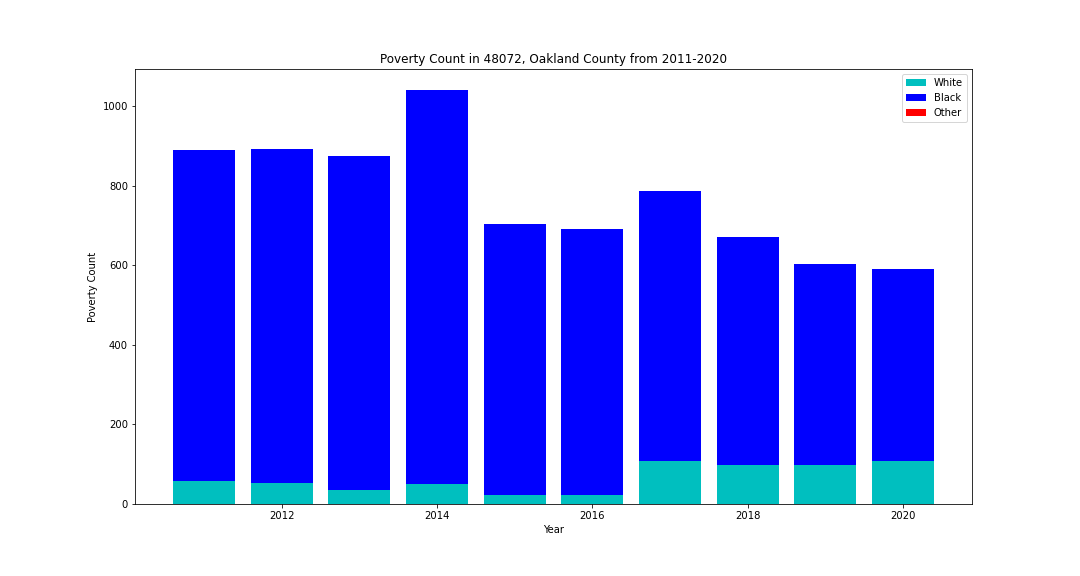 Poverty Count in 48072, Oakland County from 2011-2020
White
Black
Other
1000
800
600
400
200
0
Poverty Count
2012
2014
2016
2018
2020
Year